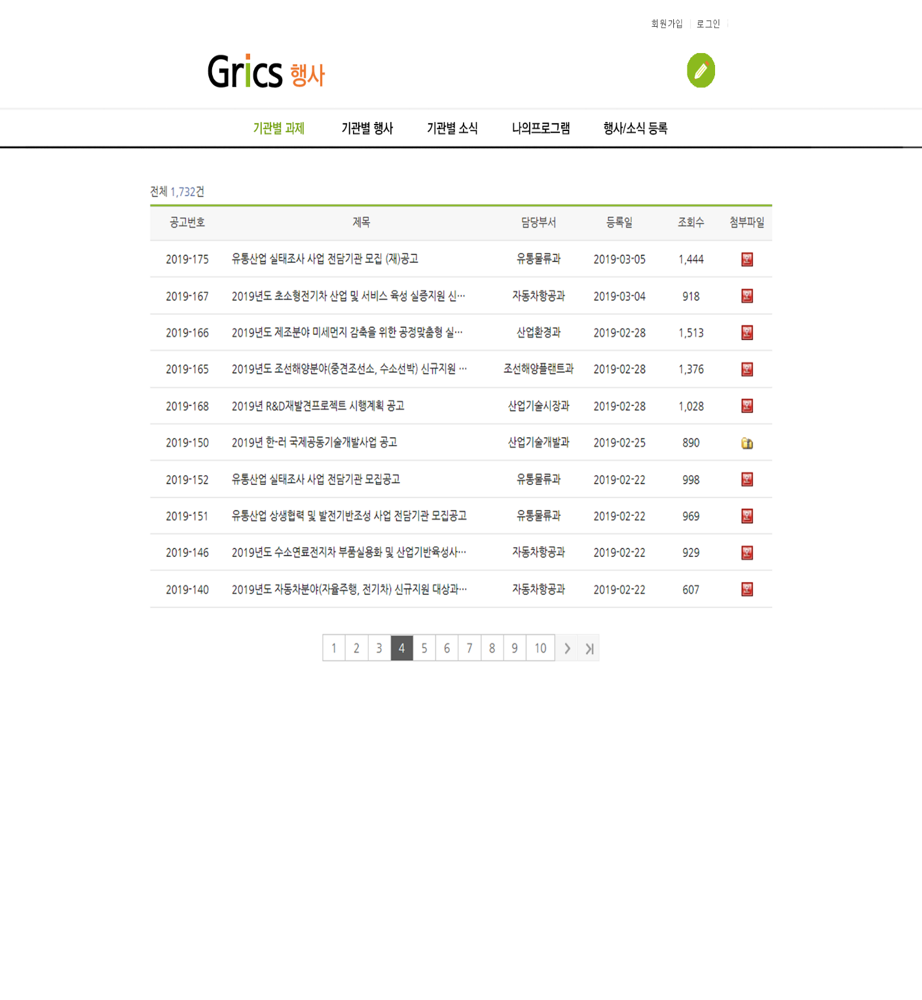 회원가입 로그인
Grics 행사
기관별 과제 기관별 행사 기관별 소식 나의프로그램 행사/소식 등록
전체 1,732건
공고번호 제목 담당부서 등록일 조회수 첨부파일
2019-175 유통산업 실태조사 사업 전담기관 모집 (재)공고 유통물류과 2019-03-05 1,444
2019-167 2019년도 초소형전기차 산업 및 서비스 육성 실증지원 신··· 자동차항공과 2019-03-04 918
2019-166 2019년도 제조분야 미세먼지 감축을 위한 공정맞춤형 실··· 산업환경과 2019-02-28 1,513
2019-165 2019년도 조선해양분야(중견조선소, 수소선박) 신규지원 ··· 조선해양플랜트과 2019-02-28 1,376
2019-168 2019년 R&D재발견프로젝트 시행계획 공고 산업기술시장과 2019-02-28 1,028
2019-150 2019년 한-러 국제공동기술개발사업 공고 산업기술개발과 2019-02-25 890
2019-152 유통산업 실태조사 사업 전담기관 모집공고 유통물류과 2019-02-22 998
2019-151 유통산업 상생협력 및 발전기반조성 사업 전담기관 모집공고 유통물류과 2019-02-22 969
2019-146 2019년도 수소연료전지차 부품실용화 및 산업기반육성사··· 자동차항공과 2019-02-22 929
2019-140 2019년도 자동차분야(자율주행, 전기차) 신규지원 대상과··· 자동차항공과 2019-02-22 607
1 2 3 4 5 6 7 8 9 10